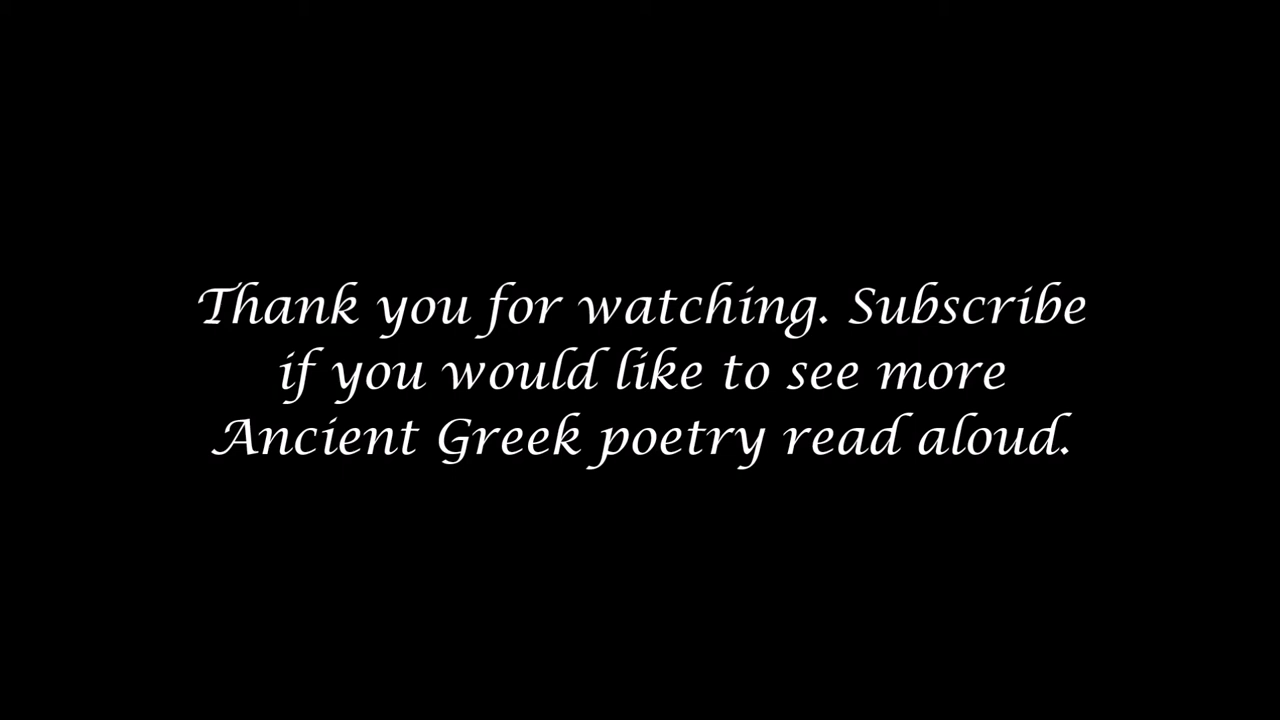 Thank you for watching. Subscribe
if you would like to see more
Ancient Greek poetry read aloud.